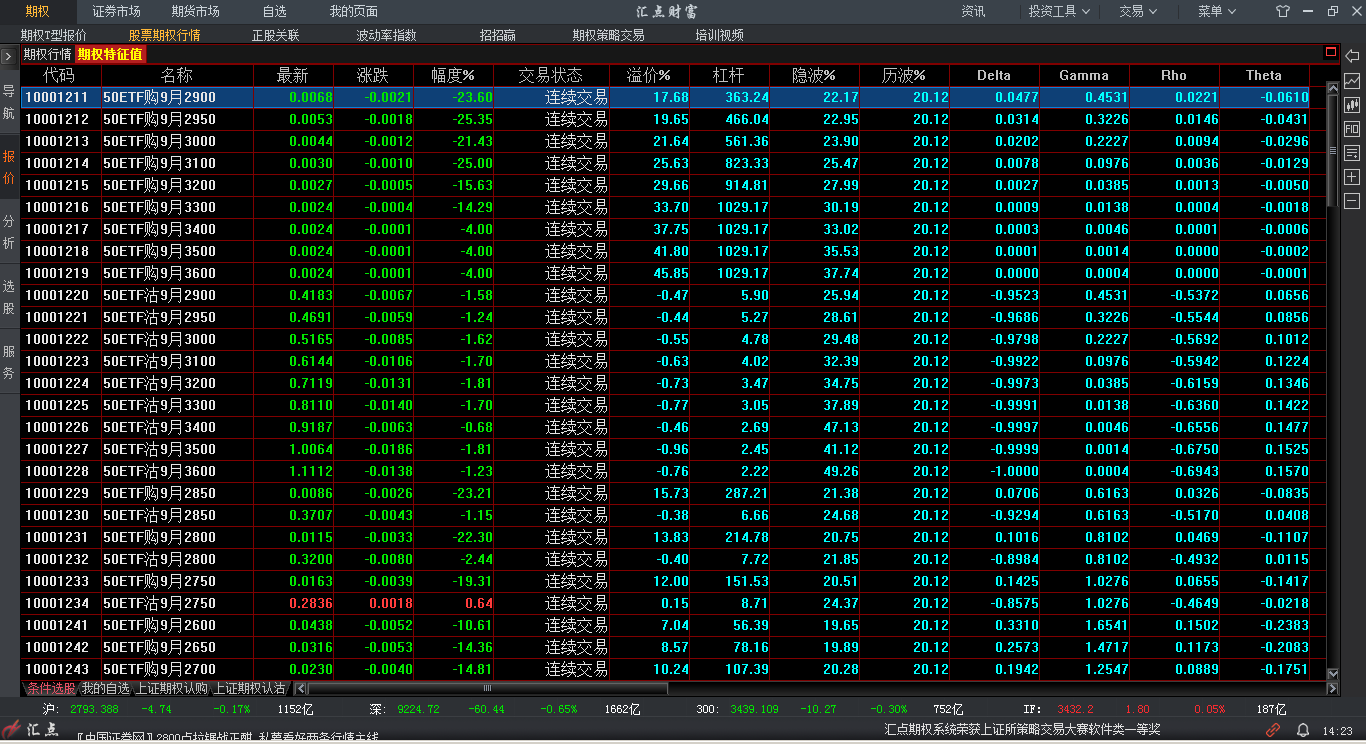 期权 证券市场 期货市场 自选 我的页面 汇点财富 资讯 投资工具 交易 菜单
期权T型报价 股票期权行情 正股关联 波动率指数 招招赢 期权策略交易 培训视频
期权行情 期权特征值
代码 名称 最新 涨跌 幅度% 交易状态 溢价% 杠杆 隐波% 历波% Delta Gamma Rho Theta
10001211 50ETF购9月2900 0.0068 -0.0021 -23.60 连续交易 17.68 363.24 22.17 20.12 0.0477 0.4531 0.0221 -0.0610
10001212 50ETF购9月2950 0.0053 -0.0018 -25.35 连续交易 19.65 466.04 22.95 20.12 0.0314 0.3226 0.0146 -0.0431
10001213 50ETF购9月3000 0.0044 -0.0012 -21.43 连续交易 21.64 561.36 23.90 20.12 0.0202 0.2227 0.0094 -0.0296
10001214 50ETF购9月3100 0.0030 -0.0010 -25.00 连续交易 25.63 823.33 25.47 20.12 0.0078 0.0976 0.0036 -0.0129
10001215 50ETF购9月3200 0.0027 -0.0005 -15.63 连续交易 29.66 914.81 27.99 20.12 0.0027 0.0385 0.0013 -0.0050
10001216 50ETF购9月3300 0.0024 -0.0004 -14.29 连续交易 33.70 1029.17 30.19 20.12 0.0009 0.0138 0.0004 -0.0018
10001217 50ETF购9月3400 0.0024 -0.0001 -4.00 连续交易 37.75 1029.17 33.02 20.12 0.0003 0.0046 0.0001 -0.0006
10001218 50ETF购9月3500 0.0024 -0.0001 -4.00 连续交易 41.80 1029.17 35.53 20.12 0.0001 0.0014 0.0000 -0.0002
10001219 50ETF购9月3600 0.0024 -0.0001 -4.00 连续交易 45.85 1029.17 37.74 20.12 0.0000 0.0004 0.0000 -0.0001
10001220 50ETF沽9月2900 0.4183 -0.0067 -1.58 连续交易 -0.47 5.90 25.94 20.12 -0.9523 0.4531 -0.5372 0.0656
10001221 50ETF沽9月2950 0.4691 -0.0059 -1.24 连续交易 -0.44 5.27 28.61 20.12 -0.9686 0.3226 -0.5544 0.0856
10001222 50ETF沽9月3000 0.5165 -0.0085 -1.62 连续交易 -0.55 4.78 29.48 20.12 -0.9798 0.2227 -0.5692 0.1012
10001223 50ETF沽9月3100 0.6144 -0.0106 -1.70 连续交易 -0.63 4.02 32.39 20.12 -0.9922 0.0976 -0.5942 0.1224
10001224 50ETF沽9月3200 0.7119 -0.0131 -1.81 连续交易 -0.73 3.47 34.75 20.12 -0.9973 0.0385 -0.6159 0.1346
10001225 50ETF沽9月3300 0.8110 -0.0140 -1.70 连续交易 -0.77 3.05 37.89 20.12 -0.9991 0.0138 -0.6360 0.1422
10001226 50ETF沽9月3400 0.9187 -0.0063 -0.68 连续交易 -0.46 2.69 47.13 20.12 -0.9997 0.0046 -0.6556 0.1477
10001227 50ETF沽9月3500 1.0064 -0.0186 -1.81 连续交易 -0.96 2.45 41.12 20.12 -0.9999 0.0014 -0.6750 0.1525
10001228 50ETF沽9月3600 1.1112 -0.0138 -1.23 连续交易 -0.76 2.22 49.26 20.12 -1.0000 0.0004 -0.6943 0.1570
10001229 50ETF购9月2850 0.0086 -0.0026 -23.21 连续交易 15.73 287.21 21.38 20.12 0.0706 0.6163 0.0326 -0.0835
10001230 50ETF沽9月2850 0.3707 -0.0043 -1.15 连续交易 -0.38 6.66 24.68 20.12 -0.9294 0.6163 -0.5170 0.0408
10001231 50ETF购9月2800 0.0115 -0.0033 -22.30 连续交易 13.83 214.78 20.75 20.12 0.1016 0.8102 0.0469 -0.1107
10001232 50ETF沽9月2800 0.3200 -0.0080 -2.44 连续交易 -0.40 7.72 21.85 20.12 -0.8984 0.8102 -0.4932 0.0115
10001233 50ETF购9月2750 0.0163 -0.0039 -19.31 连续交易 12.00 151.53 20.51 20.12 0.1425 1.0276 0.0655 -0.1417
10001234 50ETF沽9月2750 0.2836 0.0018 0.64 连续交易 0.15 8.71 24.37 20.12 -0.8575 1.0276 -0.4649 -0.0218
10001241 50ETF购9月2600 0.0438 -0.0052 -10.61 连续交易 7.04 56.39 19.65 20.12 0.3310 1.6541 0.1502 -0.2383
10001242 50ETF购9月2650 0.0316 -0.0053 -14.36 连续交易 8.57 78.16 19.89 20.12 0.2573 1.4717 0.1173 -0.2083
10001243 50ETF购9月2700 0.0230 -0.0040 -14.81 连续交易 10.24 107.39 20.28 20.12 0.1942 1.2547 0.0889 -0.1751
导航
报价
分析
选股
服务
条件选股 我的自选 上证期权认购 上证期权认沽
沪: 2793.388 -4.74 -0.17% 1152亿 深: 9224.72 -60.44 -0.65% 1662亿 300: 3439.109 -10.27 -0.30% 752亿 IF: 3432.2 1.80 0.05% 187亿
汇点 『中国证券网』2800点拉锯战正酣 私募看好两条行情主线 汇点期权系统荣获上证所策略交易大赛软件类一等奖 14:23